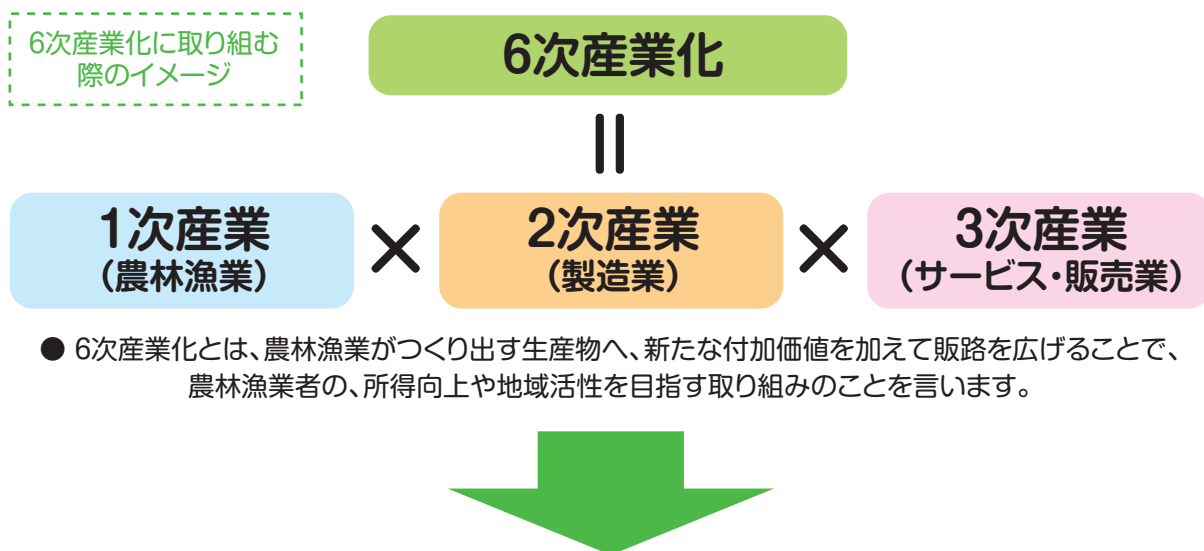 6次産業化に取り組む
際のイメージ
6次産業化
||
1次産業
(農林漁業)
×
2次産業
(製造業)
×
3次産業
(サービス・販売業)
● 6次産業化とは、農林漁業がつくり出す生産物へ、新たな付加価値を加えて販路を広げることで、
農林漁業者の、所得向上や地域活性を目指す取り組みのことを言います。